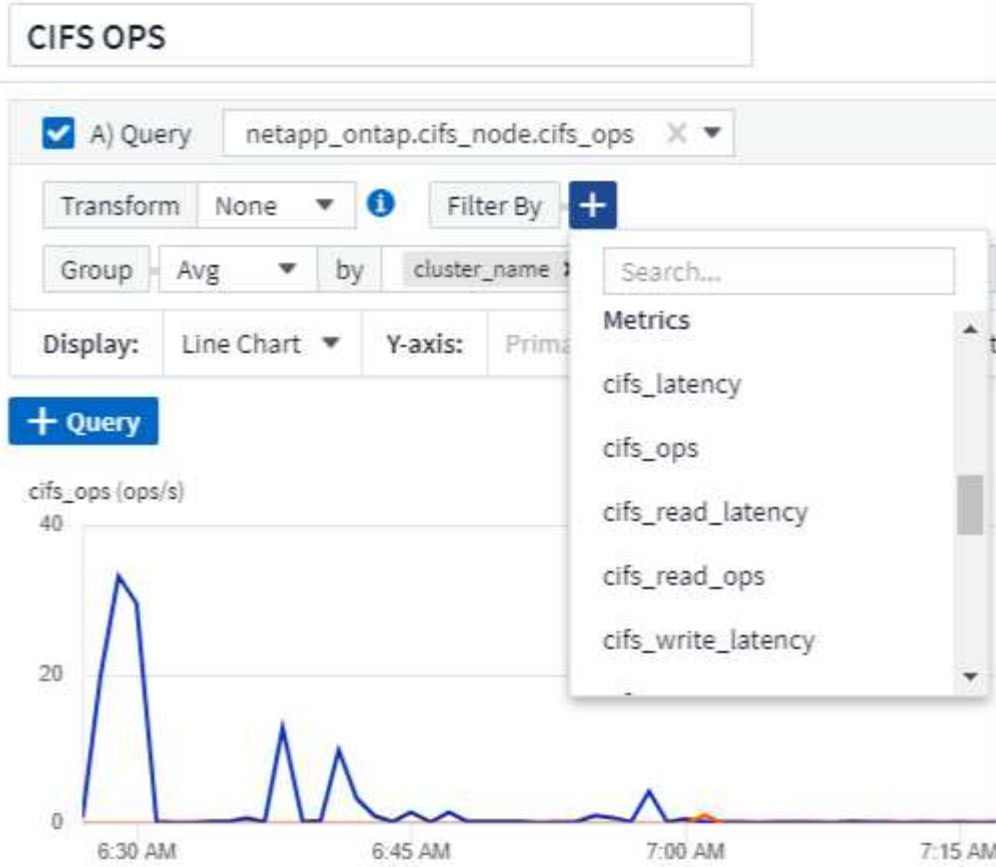 CIFS OPS
A) Query netapp_ontap.cifs_node.cifs_ops
Transform None Filter By
Group Avg by cluster_name
Search...
Metrics
Display: Line Chart Y-axis:
cifs_latency
+ Query
cifs_ops
cifs_read_latency
cifs_read_ops
cifs_write_latency
cifs_ops (ops/s)
40
20
0
6:30 AM 6:45 AM 7:00 AM 7:15 AM